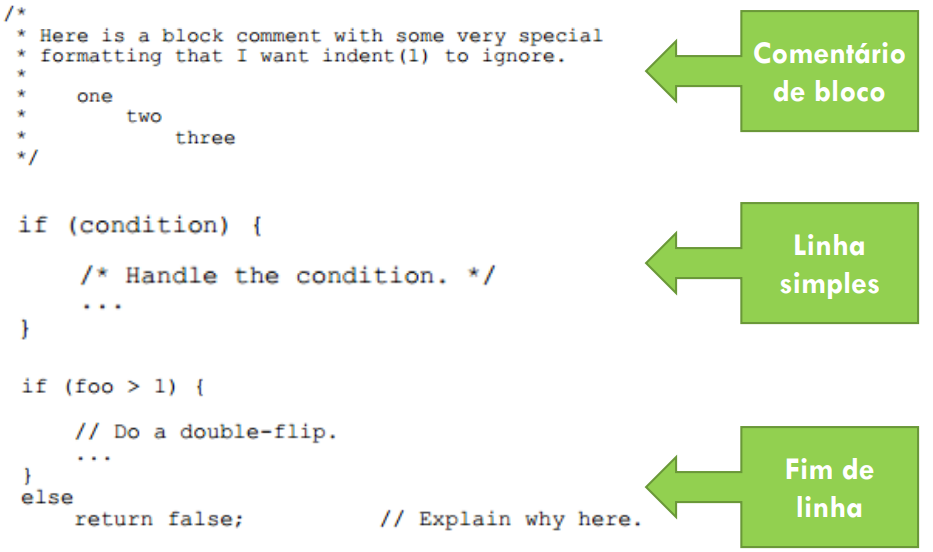 /*
 * Here is a block comment with some very special
 * formatting that I want indent(1) to ignore.
 *
 *     one
 *         two
 *             three
 */
Comentário
de bloco
if (condition) {
    /* Handle the condition. */
    ...
}
Linha
simples
if (foo > 1) {
    // Do a double-flip.
    ...
}
else
    return false;           // Explain why here.
Fim de
linha